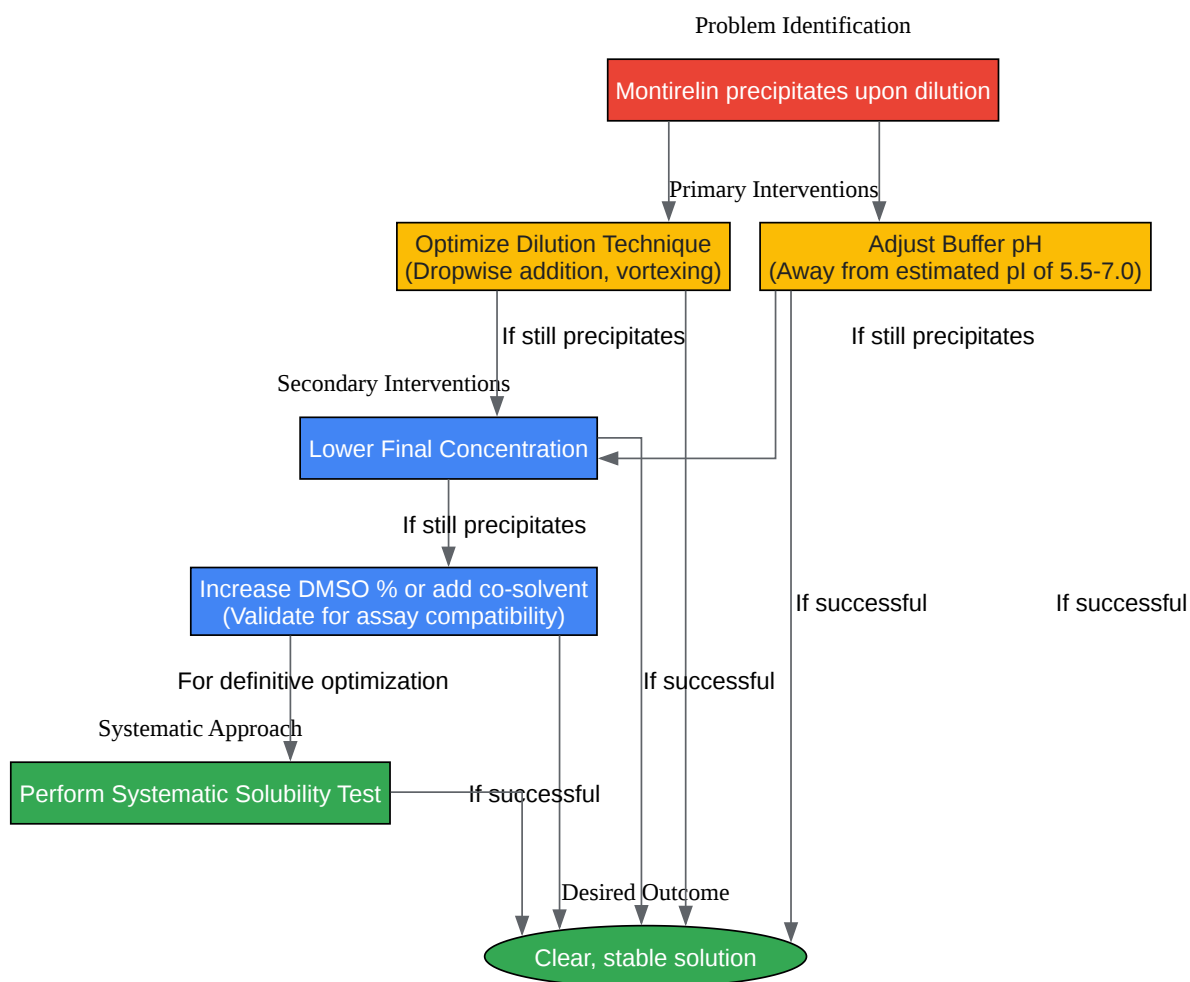 Problem Identification
Montirelin precipitates upon dilution
Primary Interventions
Optimize Dilution Technique
(Dropwise addition, vortexing)
Adjust Buffer pH
(Away from estimated pI of 5.5-7.0)
If still precipitates
If still precipitates
Secondary Interventions
Lower Final Concentration
If still precipitates
Increase DMSO % or add co-solvent
(Validate for assay compatibility)
If successful
If successful
For definitive optimization
If successful
Systematic Approach
Perform Systematic Solubility Test
If successful
Desired Outcome
Clear, stable solution